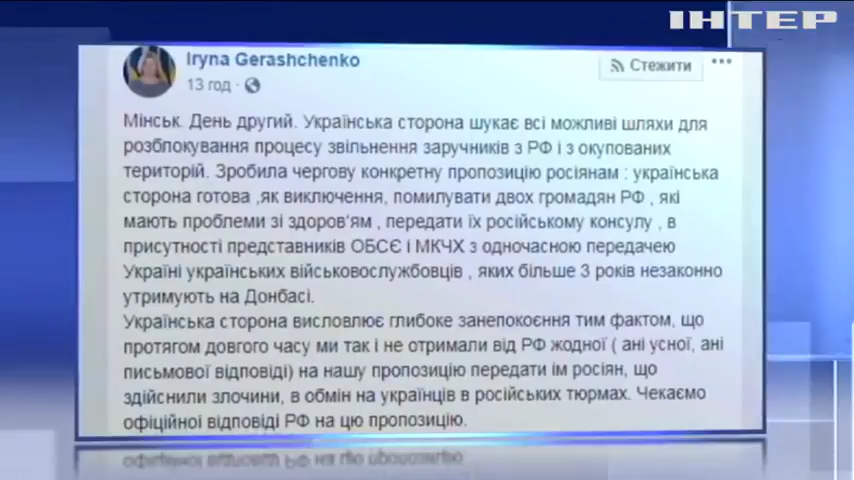 ІНТЕР
Iryna Gerashchenko
13 год ·
Стежити
Мінськ. День другий. Українська сторона шукає всі можливі шляхи для
розблокування процесу звільнення заручників з РФ і з окупованих
територій. Зробила чергову конкретну пропозицію росіянам : українська
сторона готова ,як виключення, помилувати двох громадян РФ , які
мають проблеми зі здоров'ям , передати їх російському консулу , в
присутності представників ОБСЄ і МКЧХ з одночасною передачею
Україні українських військовослужбовців , яких більше 3 років незаконно
утримують на Донбасі.
Українська сторона висловлює глибоке занепокоєння тим фактом, що
протягом довгого часу ми так і не отримали від РФ жодної ( ані усної, ані
письмової відповіді) на нашу пропозицію передати їм росіян, що
здійснили злочини, в обмін на українців в російських тюрмах. Чекаємо
офіційної відповіді РФ на цю пропозицію.